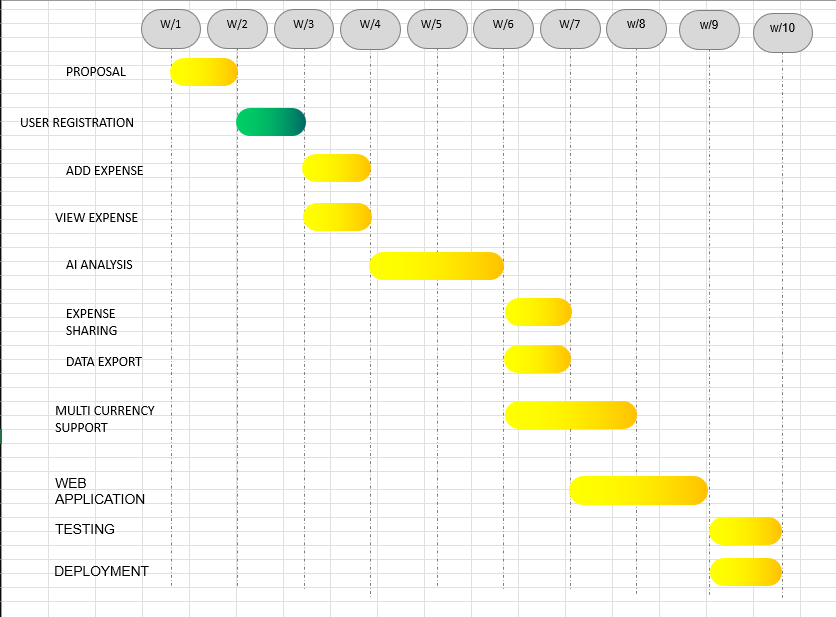 W/1 W/2 W/3 W/4 W/5 W/6 W/7 w/8 w/9 w/10
PROPOSAL
USER REGISTRATION
ADD EXPENSE
VIEW EXPENSE
AI ANALYSIS
EXPENSE
SHARING
DATA EXPORT
MULTI CURRENCY
SUPPORT
WEB
APPLICATION
TESTING
DEPLOYMENT